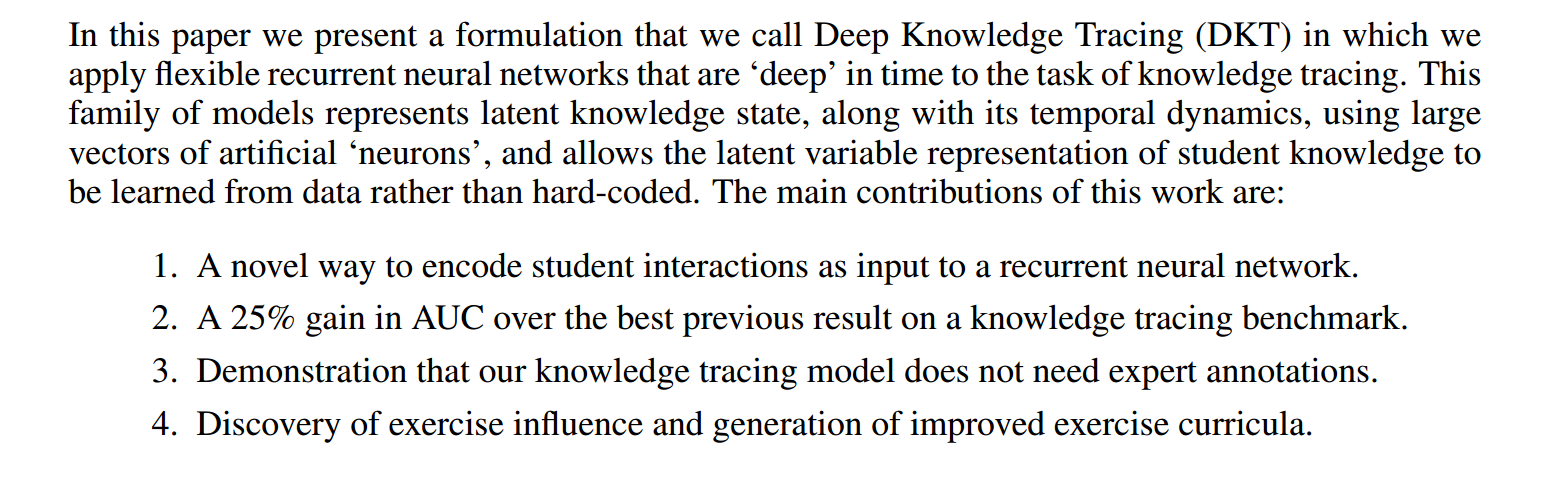 In this paper we present a formulation that we call Deep Knowledge Tracing (DKT) in which we
apply flexible recurrent neural networks that are ‘deep’ in time to the task of knowledge tracing. This
family of models represents latent knowledge state, along with its temporal dynamics, using large
vectors of artificial ‘neurons’, and allows the latent variable representation of student knowledge to
be learned from data rather than hard-coded. The main contributions of this work are:
1. A novel way to encode student interactions as input to a recurrent neural network.
2. A 25% gain in AUC over the best previous result on a knowledge tracing benchmark.
3. Demonstration that our knowledge tracing model does not need expert annotations.
4. Discovery of exercise influence and generation of improved exercise curricula.